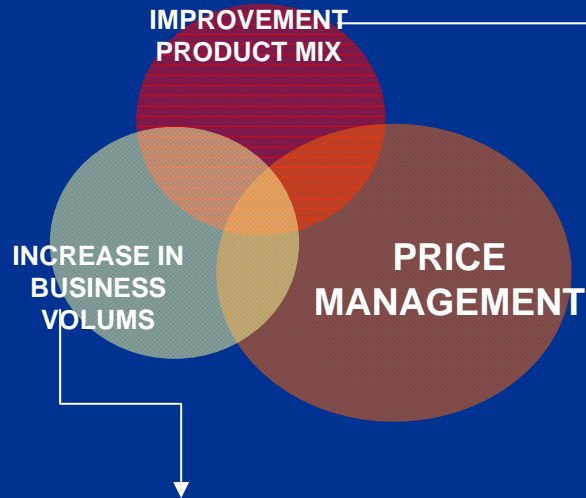 IMPROVEMENT
PRODUCT MIX
INCREASE IN
BUSINESS
VOLUMS
PRICE
MANAGEMENT